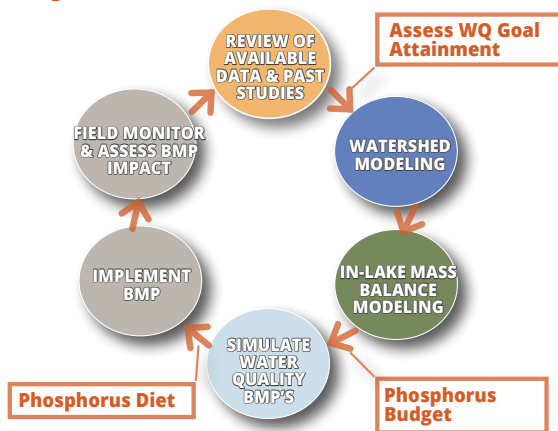 REVIEW OF
AVAILABLE
DATA & PAST
STUDIES
Assess WQ Goal
Attainment
WATERSHED
MODELING
IN-LAKE MASS
BALANCE
MODELING
Phosphorus
Budget
SIMULATE
WATER
QUALITY
BMP'S
Phosphorus Diet
IMPLEMENT
BMP
FIELD MONITOR
& ASSESS BMP
IMPACT